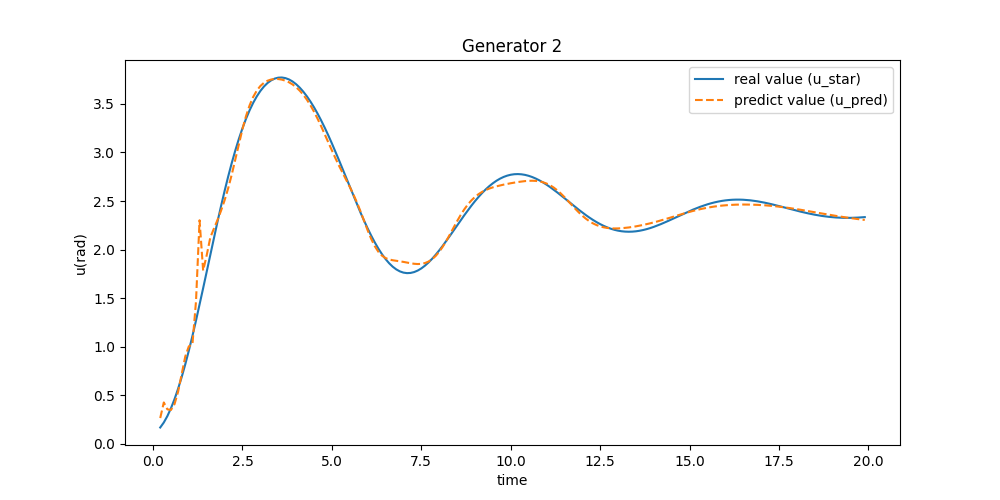 Generator 2
real value (u_star)
predict value (u_pred)
u(rad)
3.5
3.0
2.5
2.0
1.5
1.0
0.5
0.0
0.0 2.5 5.0 7.5 10.0 12.5 15.0 17.5 20.0
time